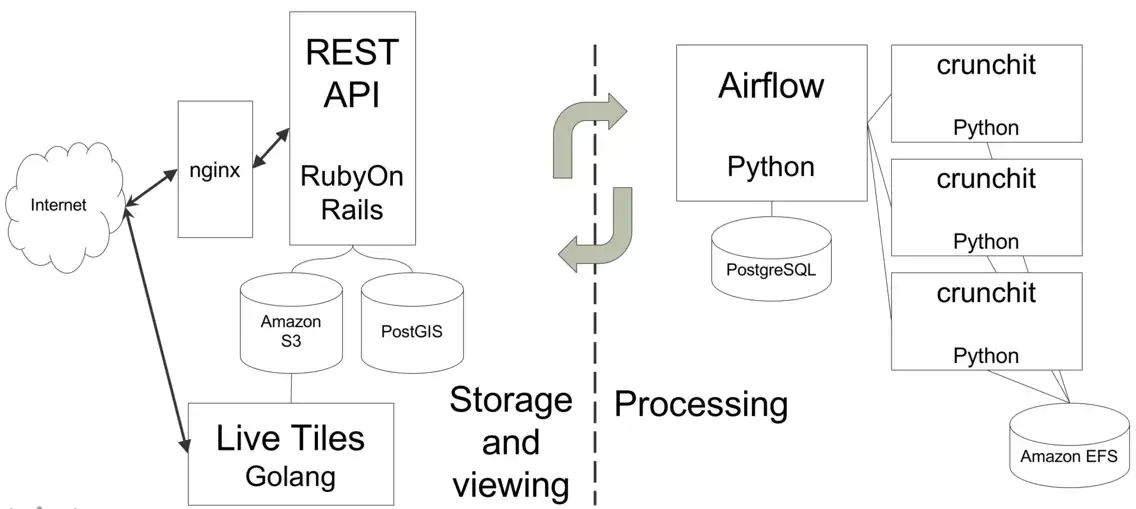 REST
API
RubyOn
Rails
nginx
Internet
Amazon
S3
PostGIS
Live Tiles
Golang
Storage
and
viewing
Processing
Airflow
Python
PostgreSQL
crunchit
Python
crunchit
Python
crunchit
Python
Amazon EFS